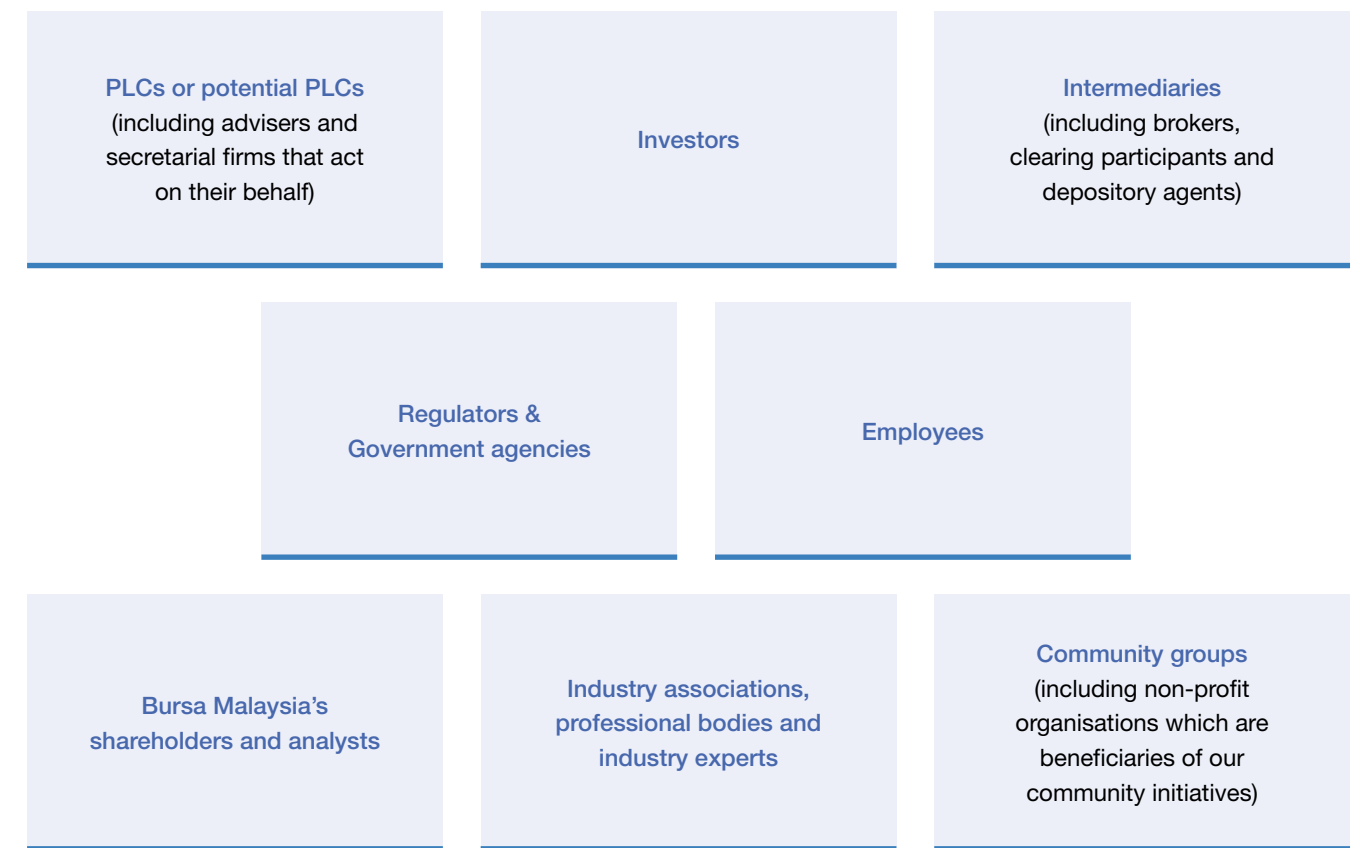 PLCs or potential PLCs
(including advisers and
secretarial firms that act
on their behalf)
Investors
Intermediaries
(including brokers,
clearing participants and
depository agents)
Regulators &
Government agencies
Employees
Bursa Malaysia’s
shareholders and analysts
Industry associations,
professional bodies and
industry experts
Community groups
(including non-profit
organisations which are
beneficiaries of our
community initiatives)